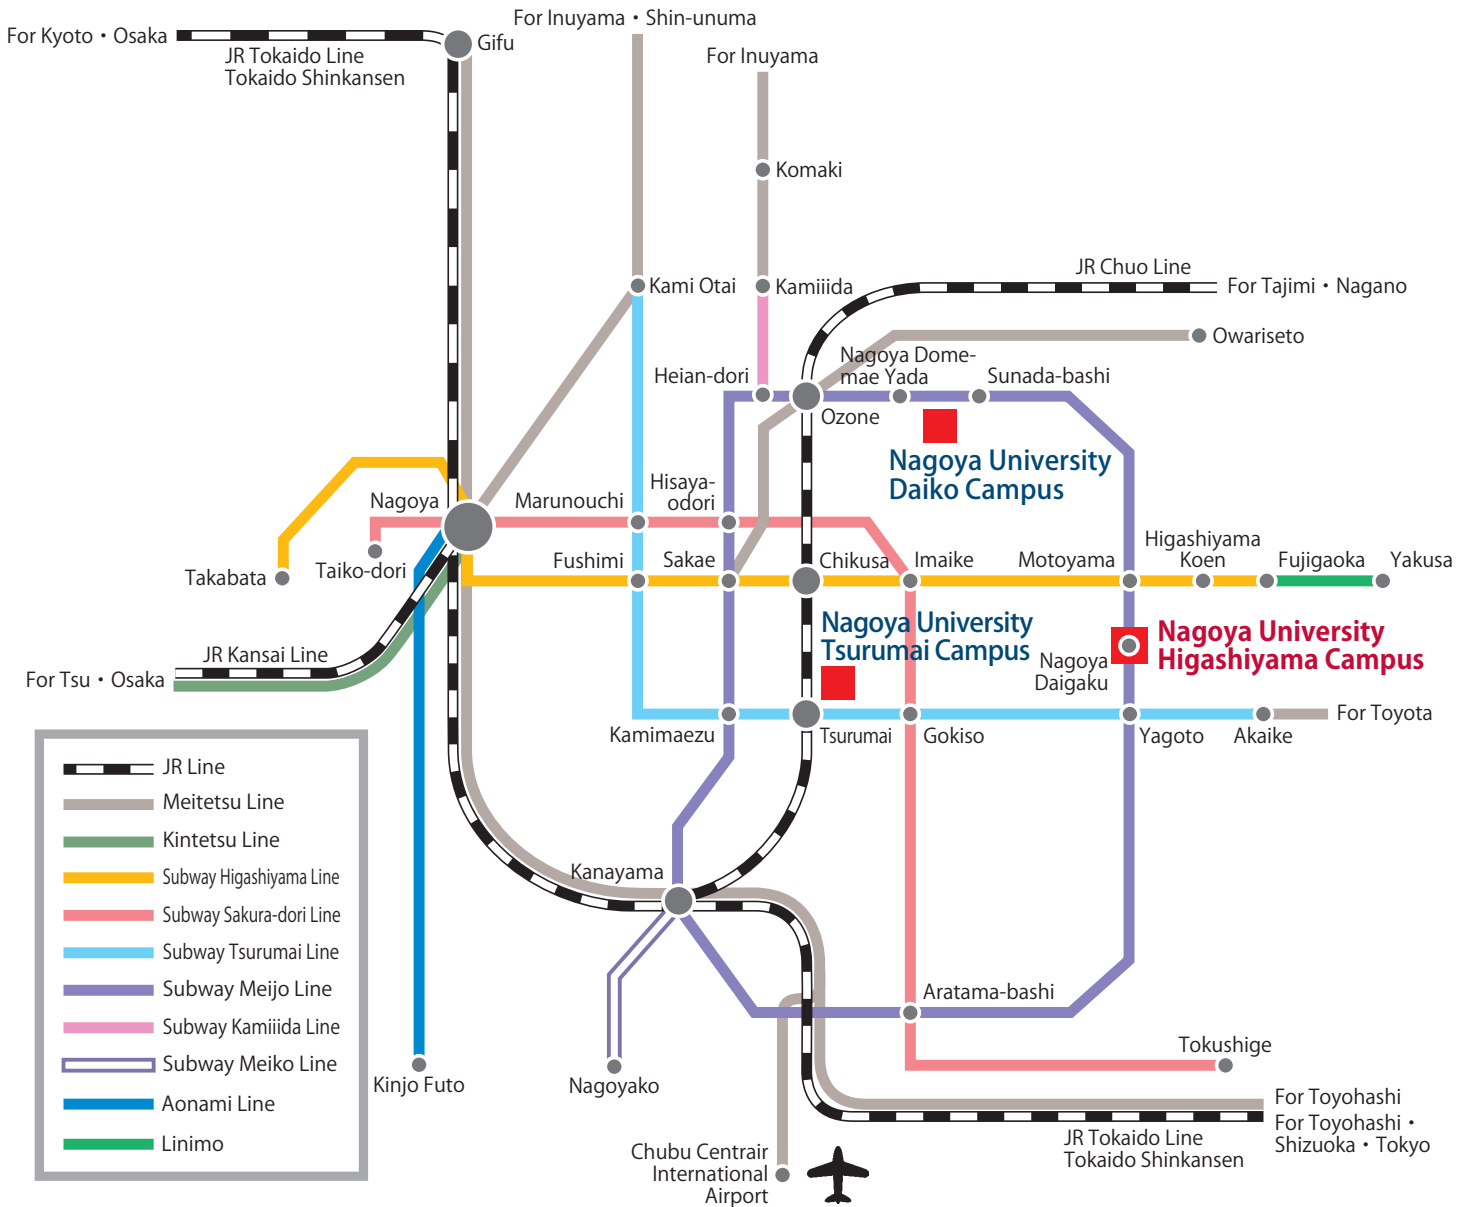 For Inuyama・Shin-unuma
For Kyoto・Osaka
Gifu
JR Tokaido Line
Tokaido Shinkansen
For Inuyama
Komaki
Kami Otai
Kamiiida
JR Chuo Line
For Tajimi・Nagano
Owariseto
Nagoya Dome-
mae Yada
Heian-dori
Sunada-bashi
Ozone
Nagoya University
Daiko Campus
Nagoya
Marunouchi
Hisaya-
odori
Takabata
Taiko-dori
Fushimi
Sakae
Chikusa
Imaike
Motoyama
Higashiyama
Koen
Fujigaoka
Yakusa
Nagoya University
Tsurumai Campus
Nagoya
Daigaku
Nagoya University
Higashiyama Campus
JR Kansai Line
For Tsu・Osaka
Kamimaezu
Tsurumai
Gokiso
Yagoto
Akaike
For Toyota
JR Line
Meitetsu Line
Kintetsu Line
Subway Higashiyama Line
Subway Sakura-dori Line
Subway Tsurumai Line
Subway Meijo Line
Subway Kamiiida Line
Subway Meiko Line
Aonami Line
Linimo
Kanayama
Aratama-bashi
Tokushige
Kinjo Futo
Nagoyako
For Toyohashi
For Toyohashi・
Shizuoka・Tokyo
JR Tokaido Line
Tokaido Shinkansen
Chubu Centrair
International
Airport